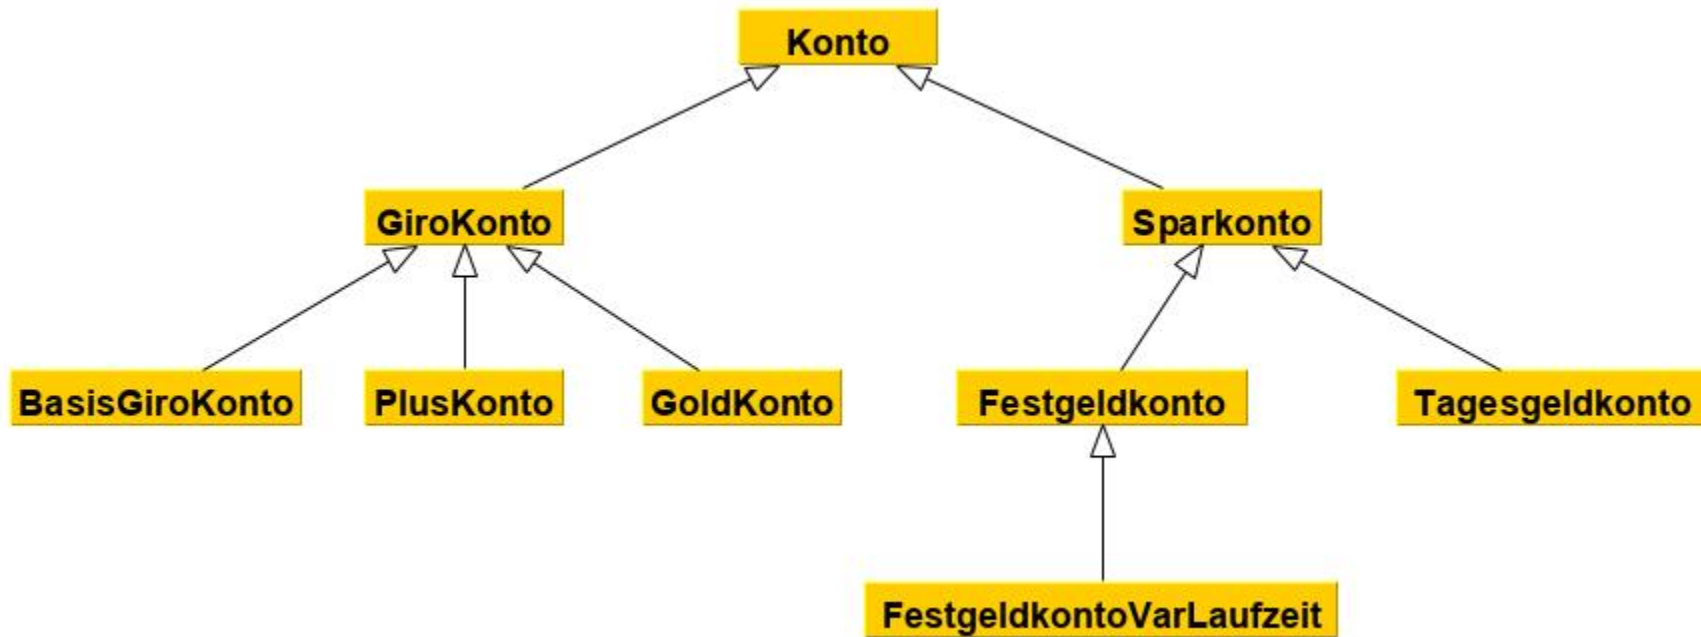 Konto
GiroKonto
Sparkonto
BasisGiroKonto
PlusKonto
GoldKonto
Festgeldkonto
Tagesgeldkonto
FestgeldkontoVarLaufzeit